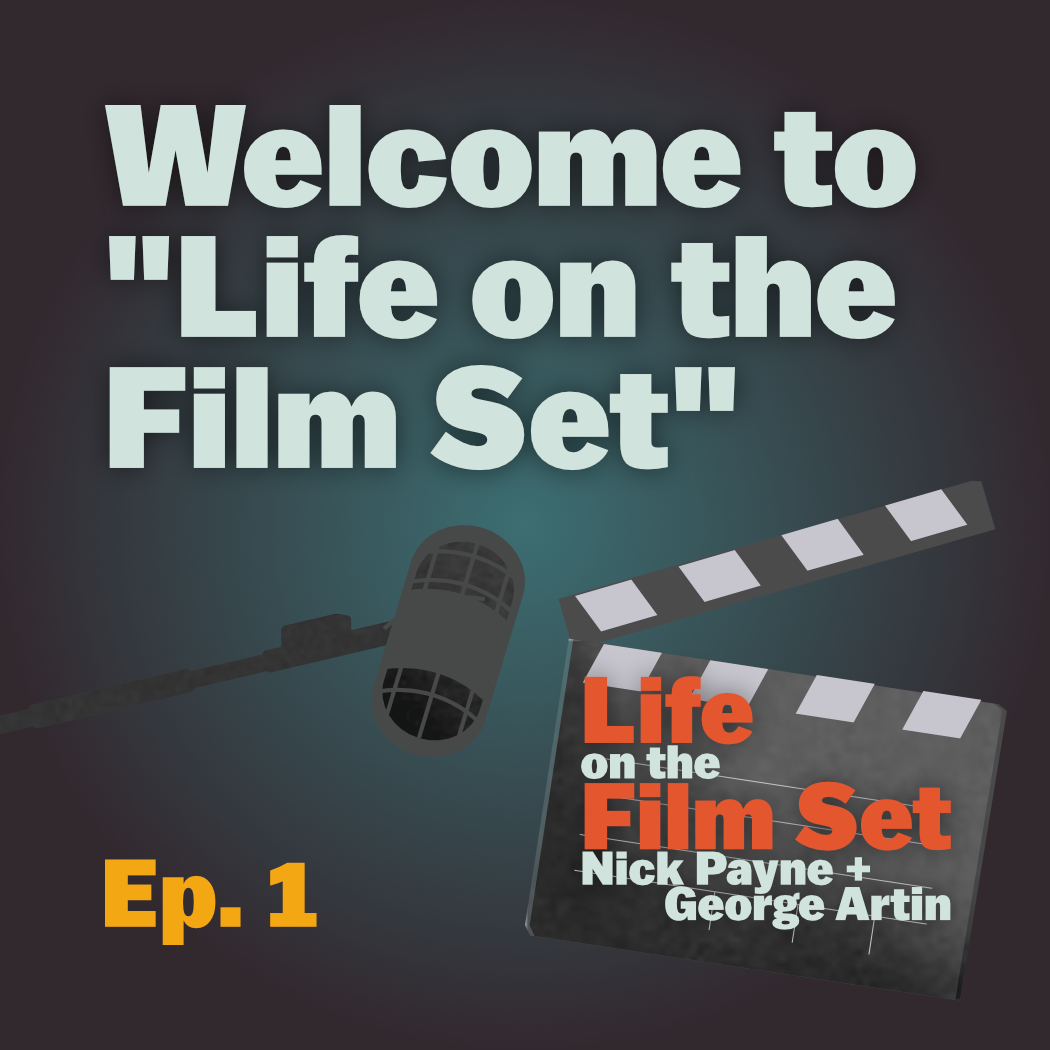 Welcome to
"Life on the
Film Set"
Life
on the
Film Set
Nick Payne +
George Artin
Ep. 1